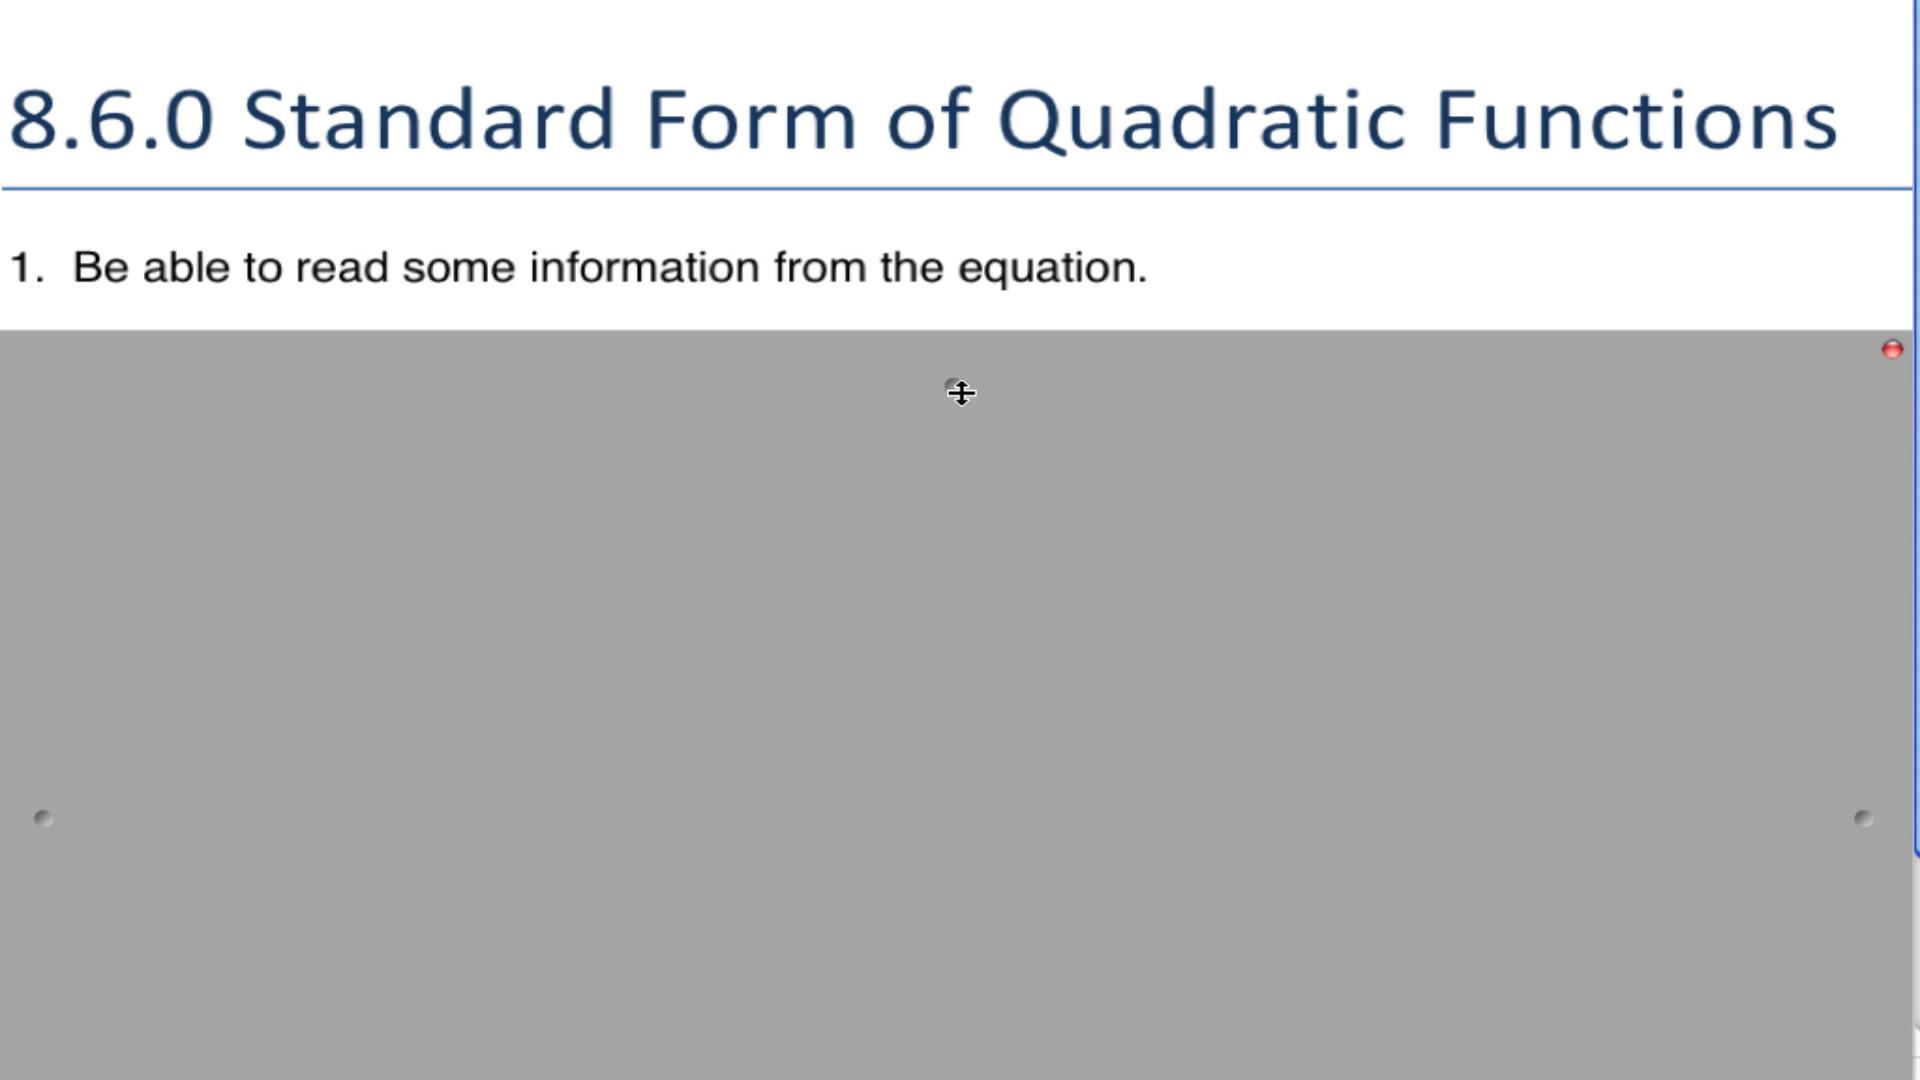 8.6.0 Standard Form of Quadratic Functions
1. Be able to read some information from the equation.